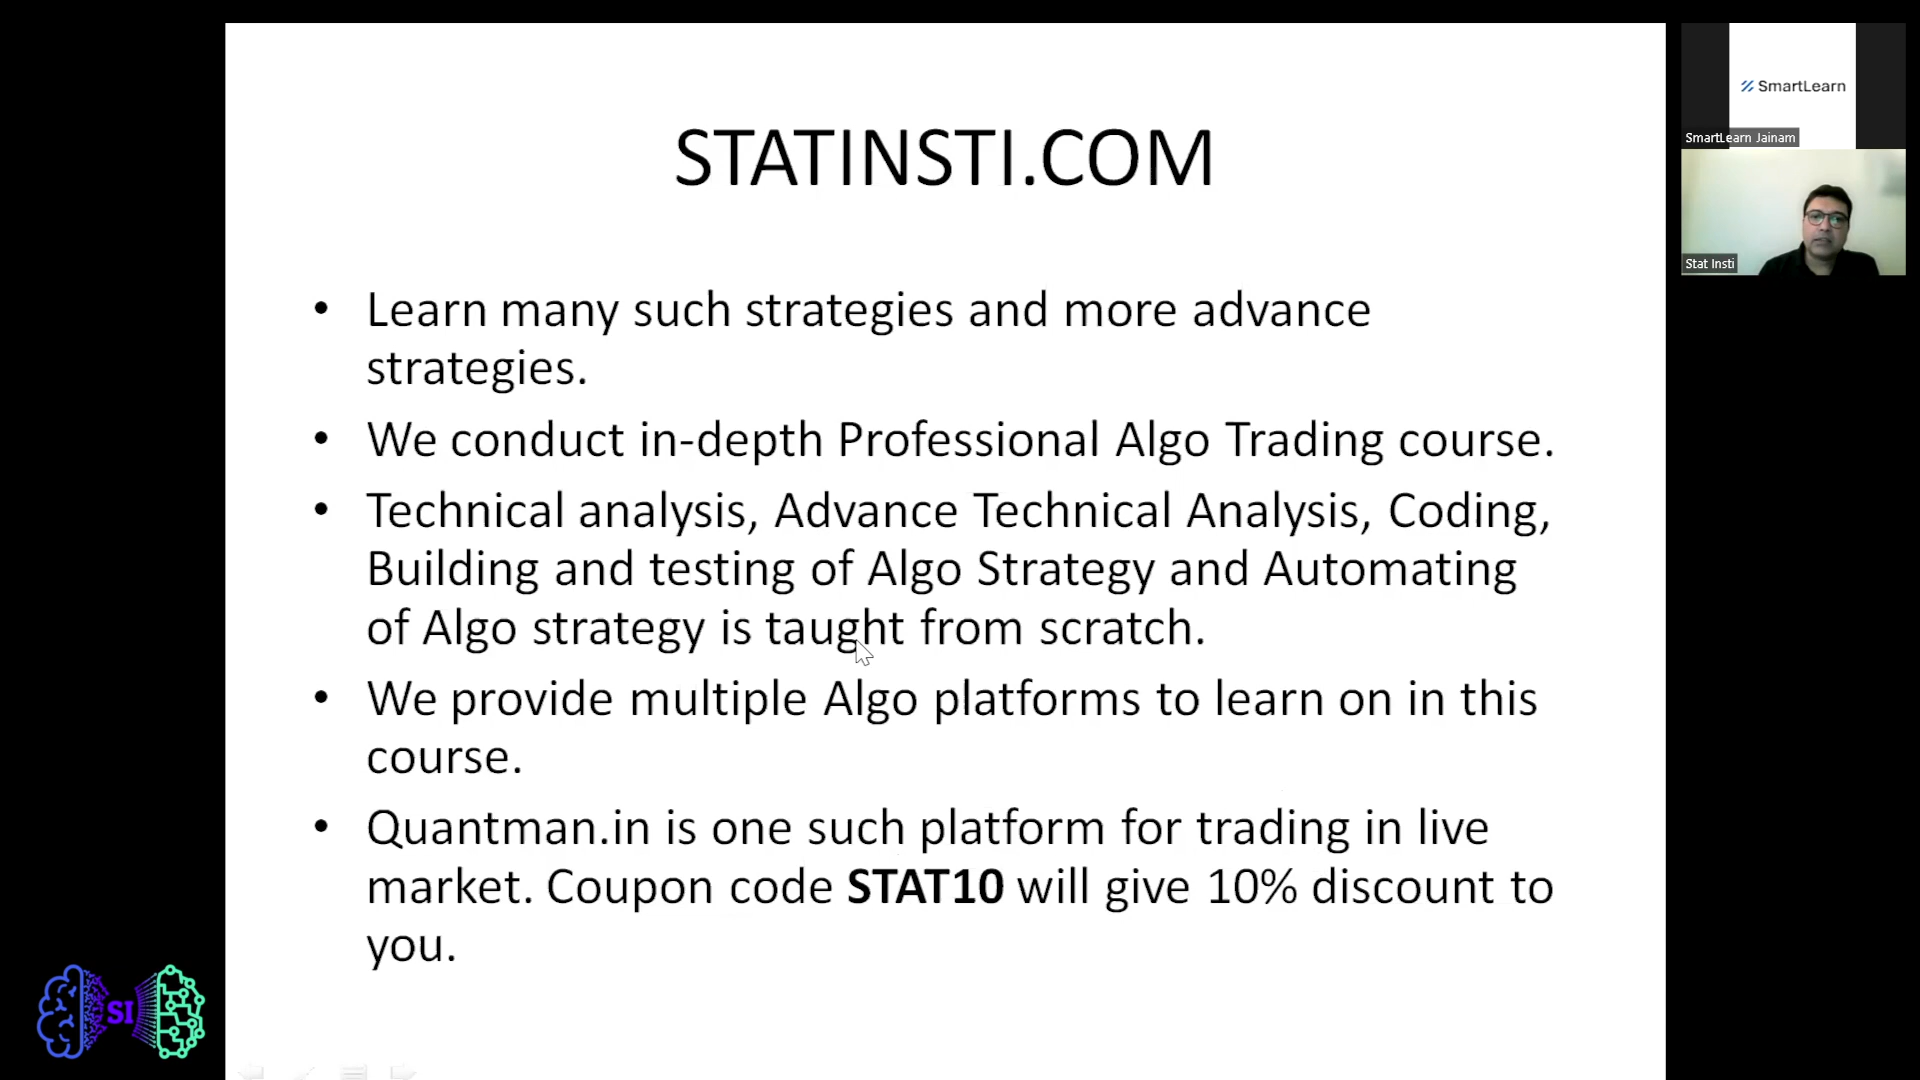 STATINSTI.COM
• Learn many such strategies and more advance
strategies.
• We conduct in-depth Professional Algo Trading course.
• Technical analysis, Advance Technical Analysis, Coding,
Building and testing of Algo Strategy and Automating
of Algo strategy is taught from scratch.
• We provide multiple Algo platforms to learn on in this
course.
• Quantman.in is one such platform for trading in live
market. Coupon code STAT10 will give 10% discount to
you.
SI
SmartLearn
SmartLearn Jainam
Stat Insti